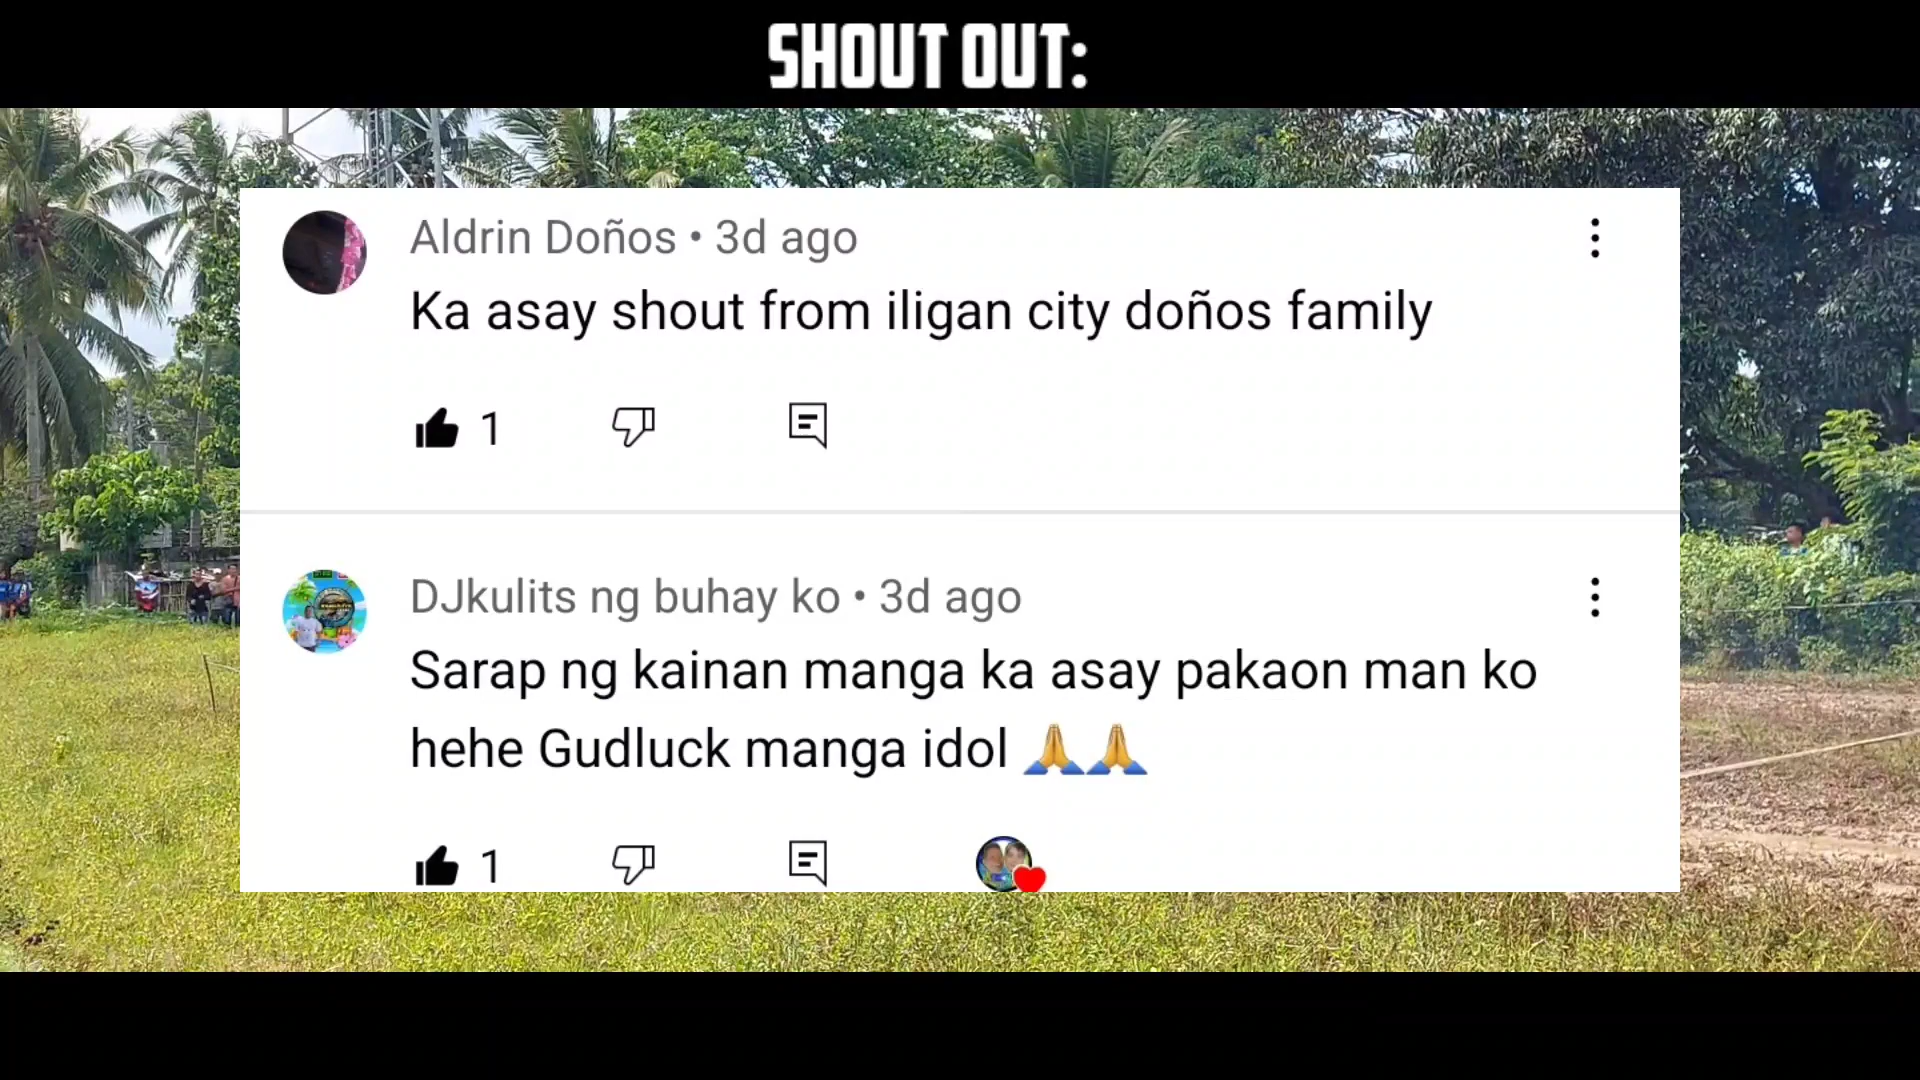 SHOUT OUT:
Aldrin Doños • 3d ago
Ka asay shout from iligan city doños family
1
DJkulits ng buhay ko • 3d ago
Sarap ng kainan manga ka asay pakaon man ko
hehe Gudluck manga idol 🙏🙏
1